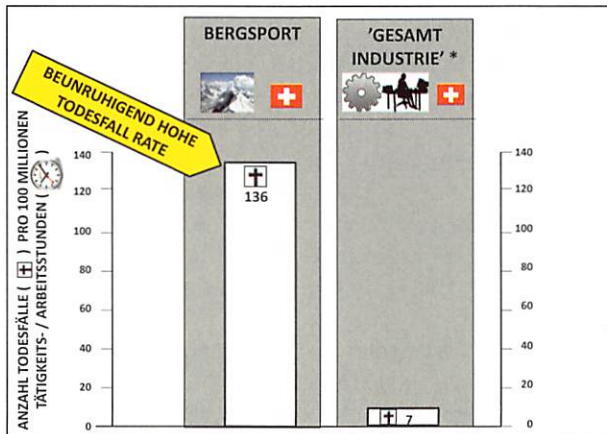 BERGSPORT
'GESAMT
INDUSTRIE' *
BEUNRUHIGEND HOHE
TODESFALL RATE
ANZAHL TODESFÄLLE ( ) PRO 100 MILLIONEN
TÄTIGKEITS- / ARBEITSSTUNDEN ( )
140
120
100
80
60
40
20
0
136
7
140
120
100
80
60
40
20
0